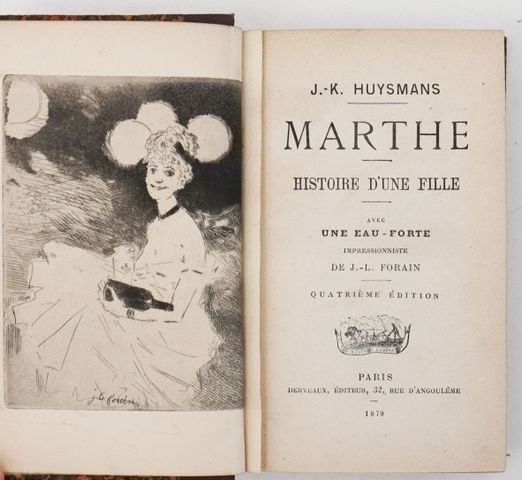 J.-K. HUYSMANS
MARTHE
HISTOIRE D'UNE FILLE
AVEC
UNE EAU-FORTE
IMPRESSIONNISTE
DE J.-L. FORAIN
QUATRIÈME ÉDITION
PARIS
DERVEAUX, ÉDITEUR, 32, RUE D'ANGOULÊME
1879